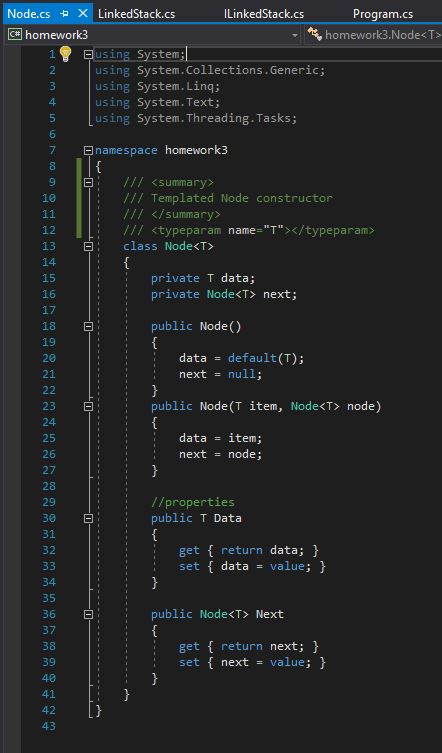 Node.cs LinkedStack.cs ILinkedStack.cs Program.cs
C# homework3 homework3.Node<T>
1 using System;
2 using System.Collections.Generic;
3 using System.Linq;
4 using System.Text;
5 using System.Threading.Tasks;
6
7 namespace homework3
8 {
9 /// <summary>
10 /// Templated Node constructor
11 /// </summary>
12 /// <typeparam name="T"></typeparam>
13 class Node<T>
14 {
15 private T data;
16 private Node<T> next;
17
18 public Node()
19 {
20 data = default(T);
21 next = null;
22 }
23 public Node(T item, Node<T> node)
24 {
25 data = item;
26 next = node;
27 }
28
29 //properties
30 public T Data
31 {
32 get { return data; }
33 set { data = value; }
34 }
35
36 public Node<T> Next
37 {
38 get { return next; }
39 set { next = value; }
40 }
41 }
42 }
43